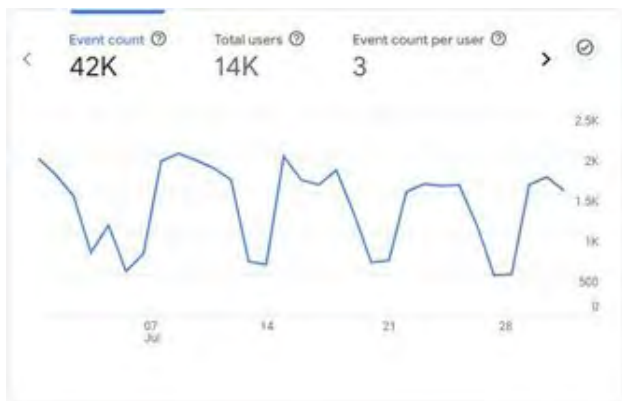 Event count Total users Event count per user
42K 14K 3
2.5K
2K
1.5K
1K
500
0
07 14 21 28
Jul